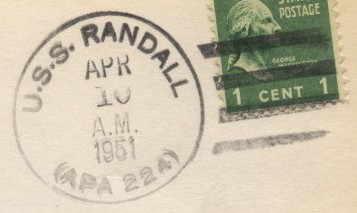 U.S.S. RANDALL
APR
10
A.M.
1951
(APA 224)
POSTAGE
GEORGE
1 CENT 1